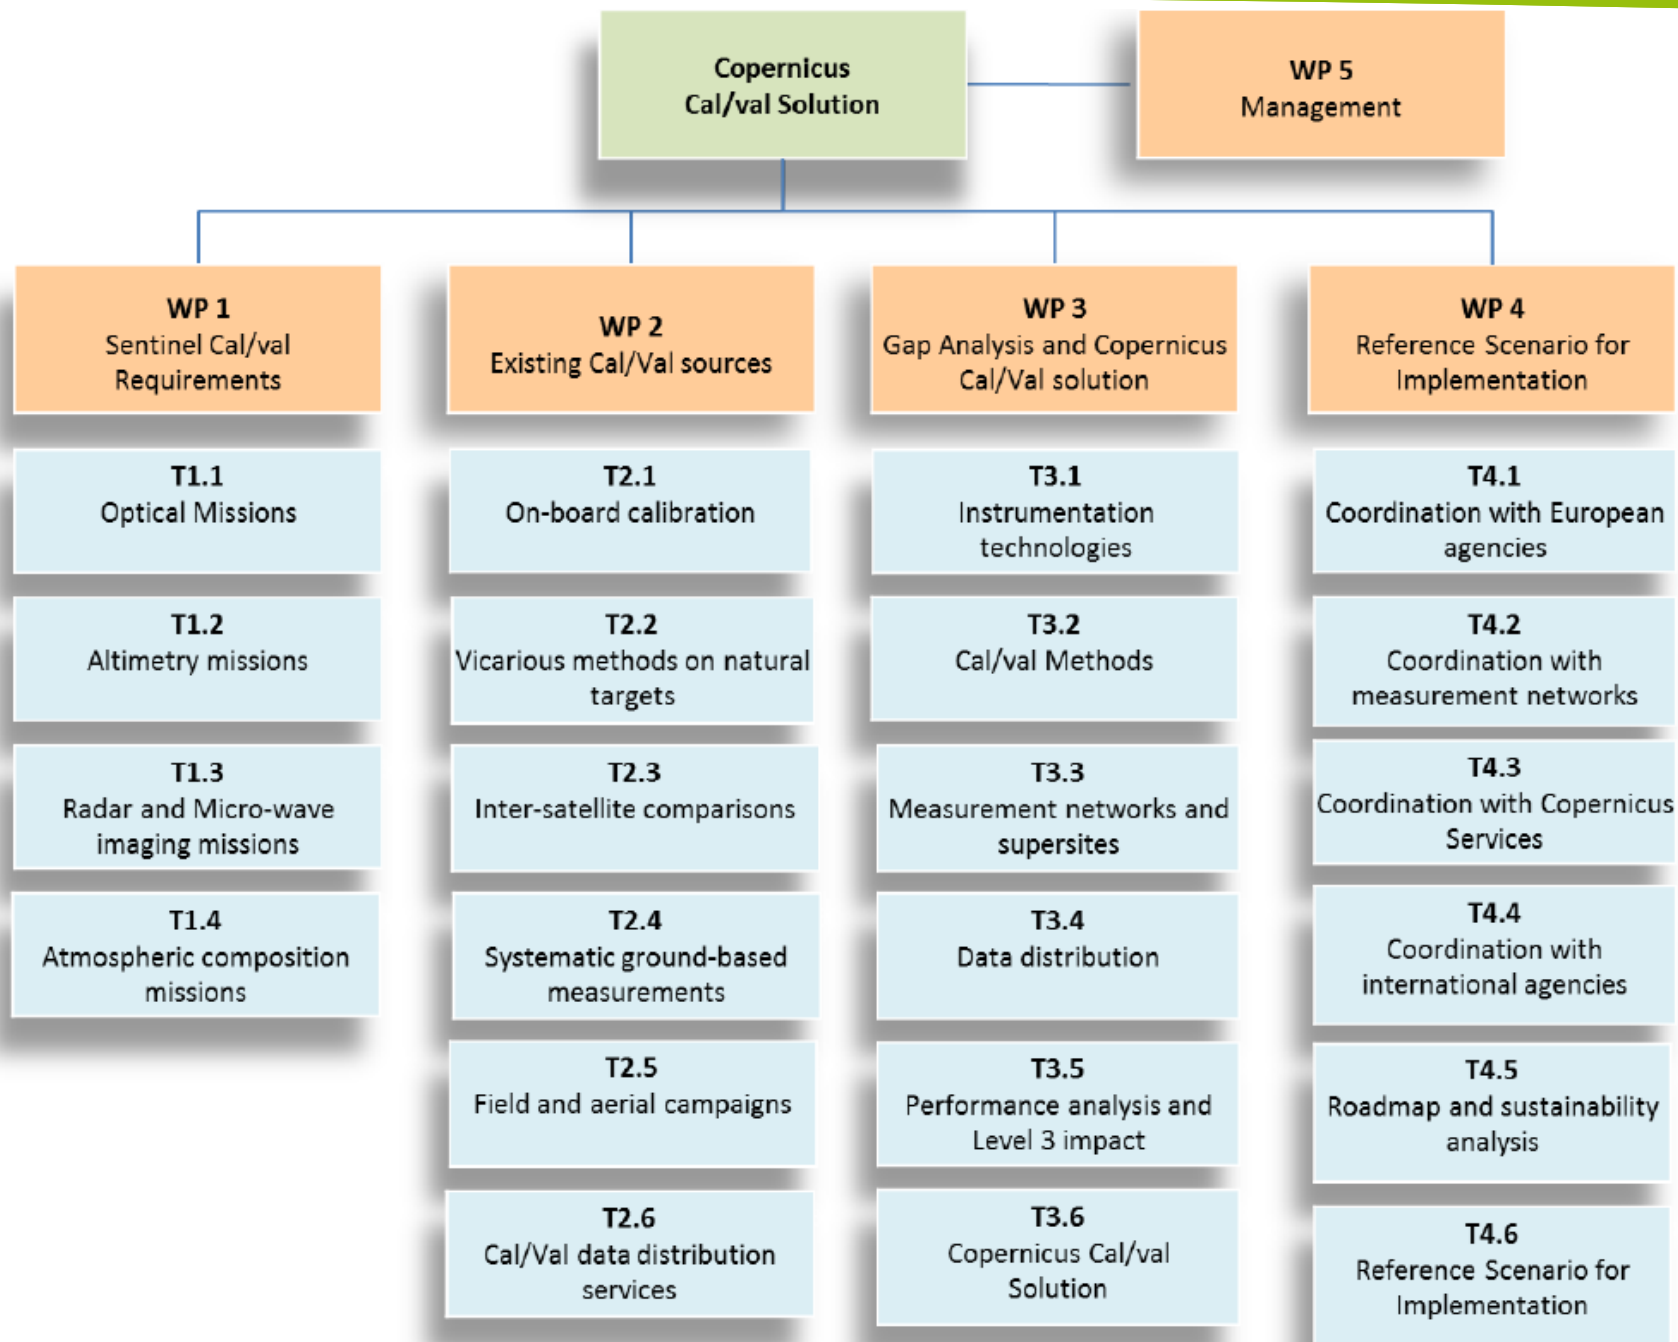 Copernicus
Cal/val Solution
WP 5
Management
WP 1
Sentinel Cal/val
Requirements
WP 2
Existing Cal/Val sources
WP 3
Gap Analysis and Copernicus
Cal/Val solution
WP 4
Reference Scenario for
Implementation
T1.1
Optical Missions
T1.2
Altimetry missions
T1.3
Radar and Micro-wave
imaging missions
T1.4
Atmospheric composition
missions
T2.1
On-board calibration
T2.2
Vicarious methods on natural
targets
T2.3
Inter-satellite comparisons
T2.4
Systematic ground-based
measurements
T2.5
Field and aerial campaigns
T2.6
Cal/Val data distribution
services
T3.1
Instrumentation
technologies
T3.2
Cal/val Methods
T3.3
Measurement networks and
supersites
T3.4
Data distribution
T3.5
Performance analysis and
Level 3 impact
T3.6
Copernicus Cal/val
Solution
T4.1
Coordination with European
agencies
T4.2
Coordination with
measurement networks
T4.3
Coordination with Copernicus
Services
T4.4
Coordination with
international agencies
T4.5
Roadmap and sustainability
analysis
T4.6
Reference Scenario for
Implementation